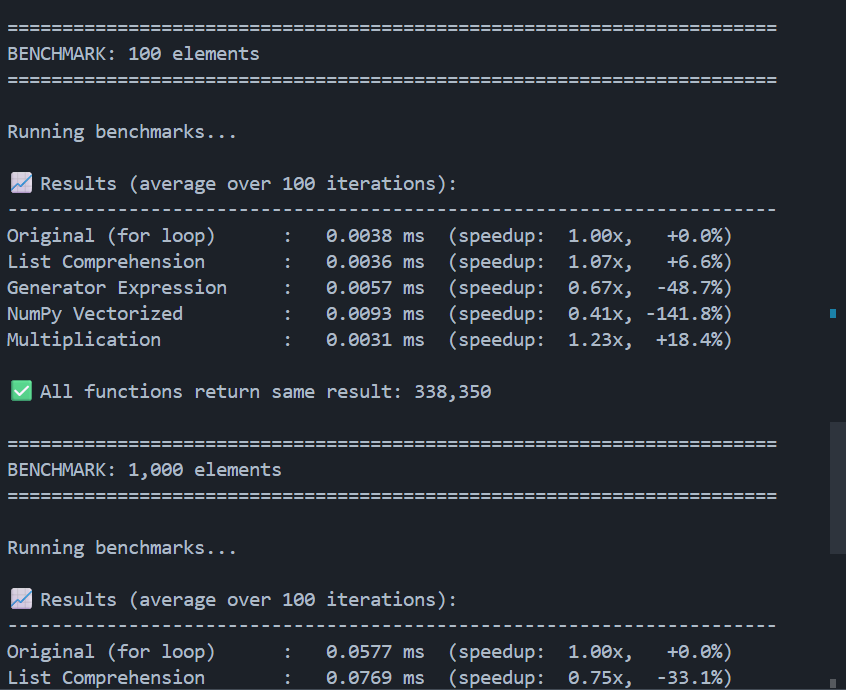 ======================================================================
BENCHMARK: 100 elements
======================================================================
Running benchmarks...
📈 Results (average over 100 iterations):
----------------------------------------------------------------------
Original (for loop)      :   0.0038 ms  (speedup:  1.00x,   +0.0%)
List Comprehension       :   0.0036 ms  (speedup:  1.07x,   +6.6%)
Generator Expression     :   0.0057 ms  (speedup:  0.67x,  -48.7%)
NumPy Vectorized         :   0.0093 ms  (speedup:  0.41x, -141.8%)
Multiplication           :   0.0031 ms  (speedup:  1.23x,  +18.4%)
✅ All functions return same result: 338,350
======================================================================
BENCHMARK: 1,000 elements
======================================================================
Running benchmarks...
📈 Results (average over 100 iterations):
----------------------------------------------------------------------
Original (for loop)      :   0.0577 ms  (speedup:  1.00x,   +0.0%)
List Comprehension       :   0.0769 ms  (speedup:  0.75x,  -33.1%)